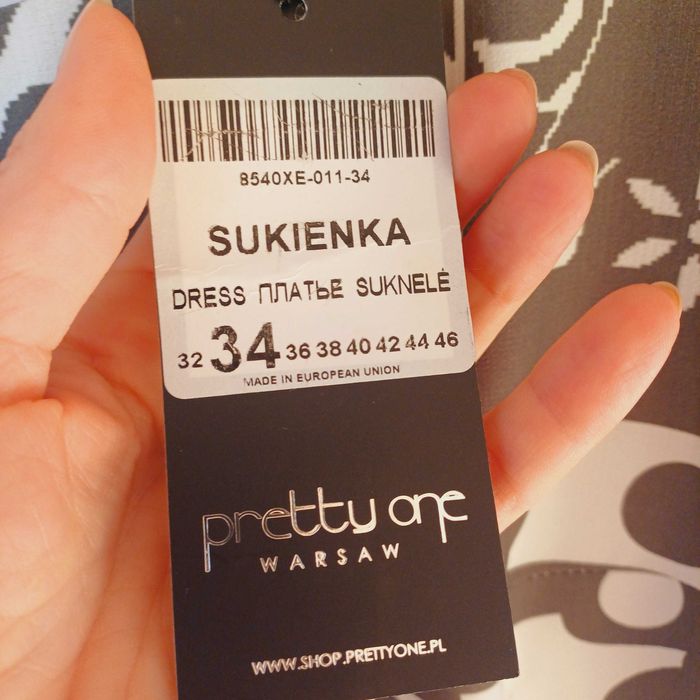 8540XE-011-34
SUKIENKA
DRESS ПЛАТЬЕ SUKNELĖ
32 34 36 38 40 42 44 46
MADE IN EUROPEAN UNION
pretty one
WARSAW
WWW.SHOP.PRETTYONE.PL